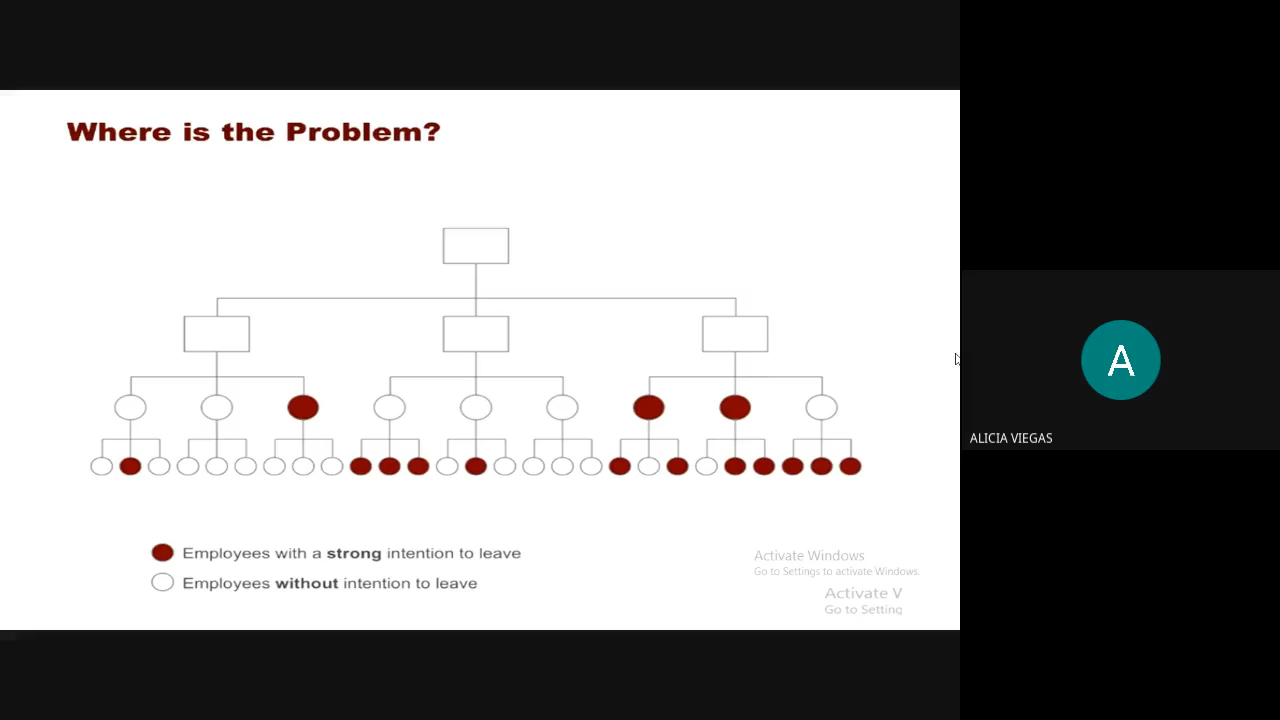 Where is the Problem?
A
ALICIA VIEGAS
Employees with a strong intention to leave
Employees without intention to leave
Activate Windows
Go to Settings to activate Windows.
Activate V
Go to Setting